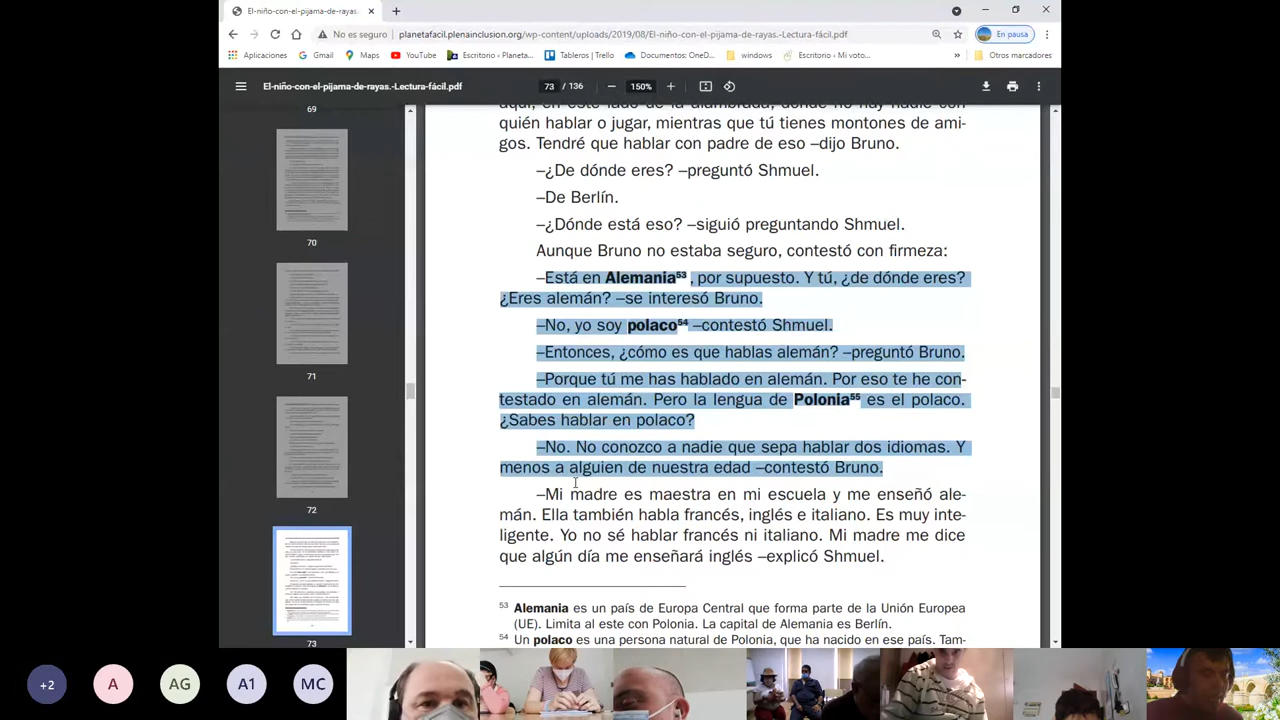 El-niño-con-el-pijama-de-rayas.-
En pausa
No es seguro | planetafacil.plenainclusion.org/wp-content/uploads/2019/08/El-niño-con-el-pijama-de-rayas.-Lectura-fácil.pdf
Aplicaciones Google Maps YouTube Escritorio < Planeta... Tableros | Trello Documentos: OneD... windows Escritorio < Mi voto... » Otros marcadores
El-niño-con-el-pijama-de-rayas.-Lectura-fácil.pdf 73 / 136 150%
69
70
71
72
73
quién hablar o jugar, mientras que tú tienes montones de ami-
gos. Tendré que hablar con padre de eso –dijo Bruno.
–¿De dónde eres? –preguntó Shmuel.
–De Berlín.
–¿Dónde está eso? –siguió preguntando Shmuel.
Aunque Bruno no estaba seguro, contestó con firmeza:
–Esta en Alemania53 , por supuesto. Y tú, ¿de dónde eres?
¿Eres alemán? –se interesó Bruno.
–No, yo soy polaco54 –contestó Shmuel.
–Entonces, ¿cómo es que hablas alemán? –preguntó Bruno.
–Porque tú me has hablado en alemán. Por eso te he con-
testado en alemán. Pero la lengua de Polonia55 es el polaco.
¿Sabes hablar en polaco?
–No. No conozco a nadie que sepa hablar dos idiomas. Y
menos a alguien de nuestra edad –contestó Bruno.
–Mi madre es maestra en mi escuela y me enseñó ale-
mán. Ella también habla francés, inglés e italiano. Es muy inte-
ligente. Yo no sé hablar francés ni italiano. Mi madre me dice
que algún día me enseñará inglés –explicó Shmuel.
53 Alemania es un país de Europa Central que forma parte de la Unión Europea
(UE). Limita al este con Polonia. La capital de Alemania es Berlín.
54 Un polaco es una persona natural de Polonia, que ha nacido en ese país. Tam-
+2 A AG A1 MC